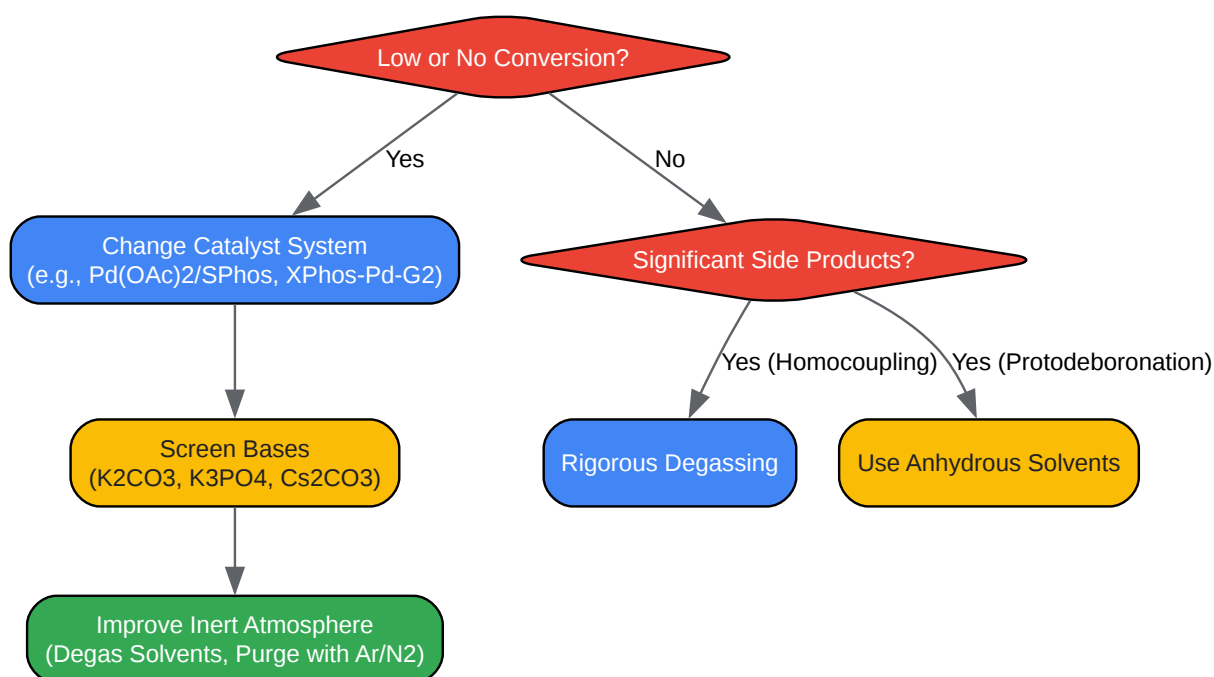 Low or No Conversion?
Yes
No
Change Catalyst System
(e.g., Pd(OAc)2/SPhos, XPhos-Pd-G2)
Significant Side Products?
Yes (Homocoupling)
Yes (Protodeboronation)
Screen Bases
(K2CO3, K3PO4, Cs2CO3)
Rigorous Degassing
Use Anhydrous Solvents
Improve Inert Atmosphere
(Degas Solvents, Purge with Ar/N2)